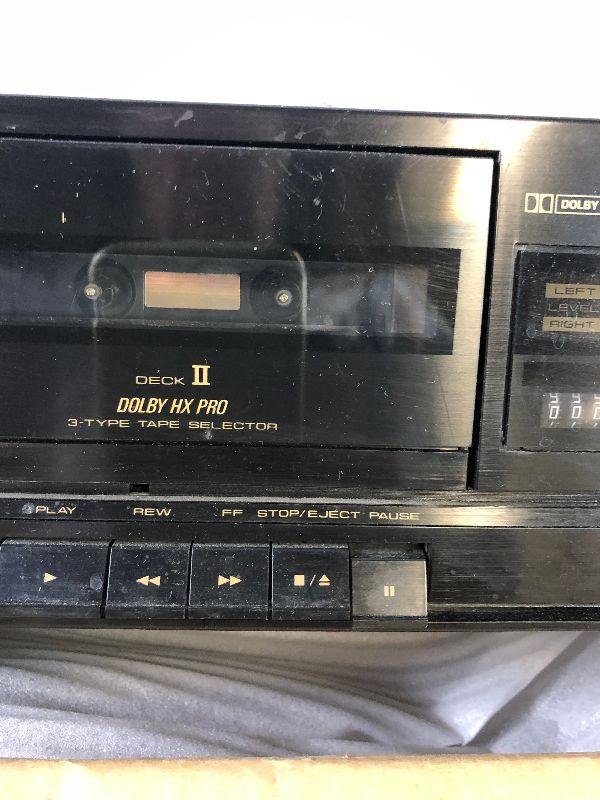 DOLBY
LEFT
LEVEL
RIGHT
DECK II
DOLBY HX PRO
3-TYPE TAPE SELECTOR
PLAY REW FF STOP/EJECT PAUSE